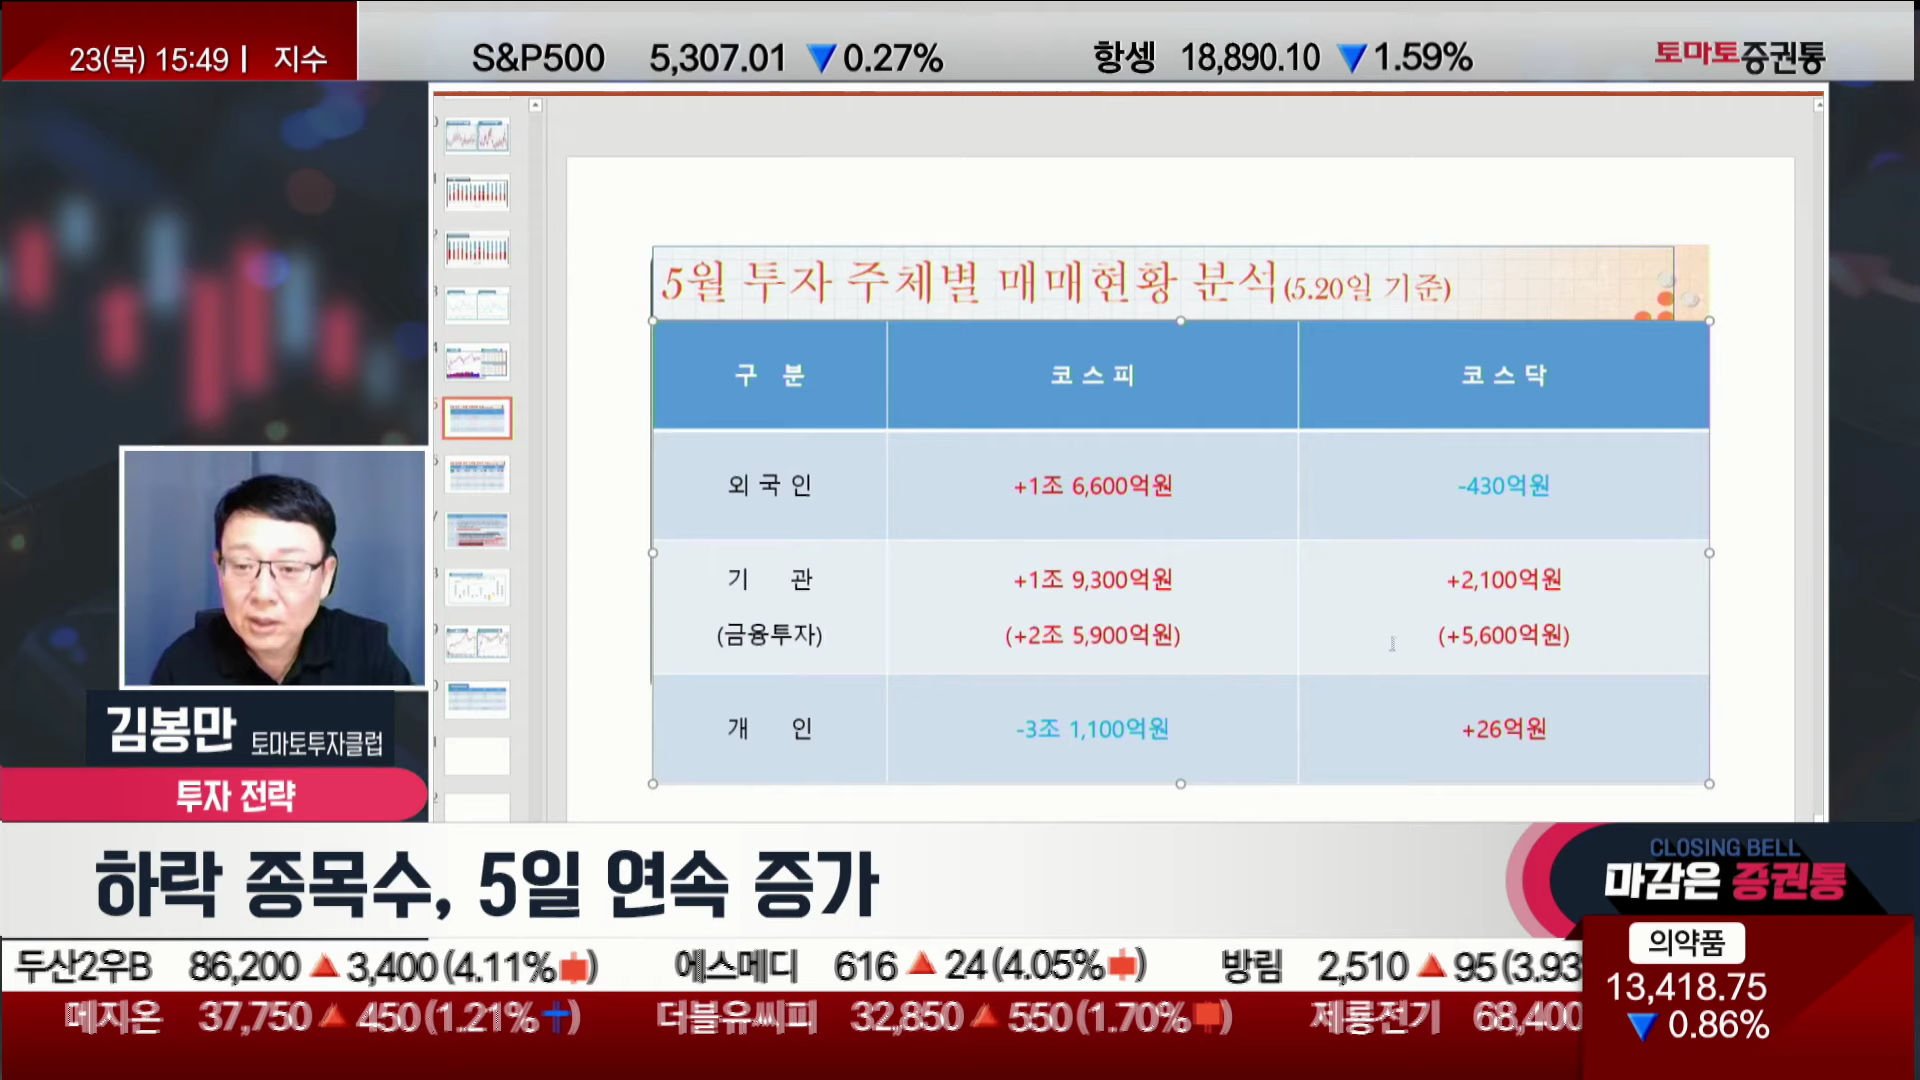 23(목) 15:49 | 지수
S&P500 5,307.01 ▼0.27% 항셍 18,890.10 ▼1.59%
토마토증권통
5월 투자 주체별 매매현황 분석(5.20일 기준)
구 분 코스피 코스닥
외국인 +1조 6,600억원 -430억원
기 관 +1조 9,300억원 +2,100억원
(금융투자) (+2조 5,900억원) (+5,600억원)
개 인 -3조 1,100억원 +26억원
김봉만 토마토투자클럽
투자 전략
하락 종목수, 5일 연속 증가
CLOSING BELL
마감은 증권통
두산2우B 86,200 ▲3,400(4.11%) 에스메디 616 ▲24(4.05%) 방림 2,510 ▲95(3.93
메지온 37,750 ▲450(1.21%) 더블유씨피 32,850 ▲550(1.70%) 제룡전기 68,400
의약품
13,418.75
▼0.86%